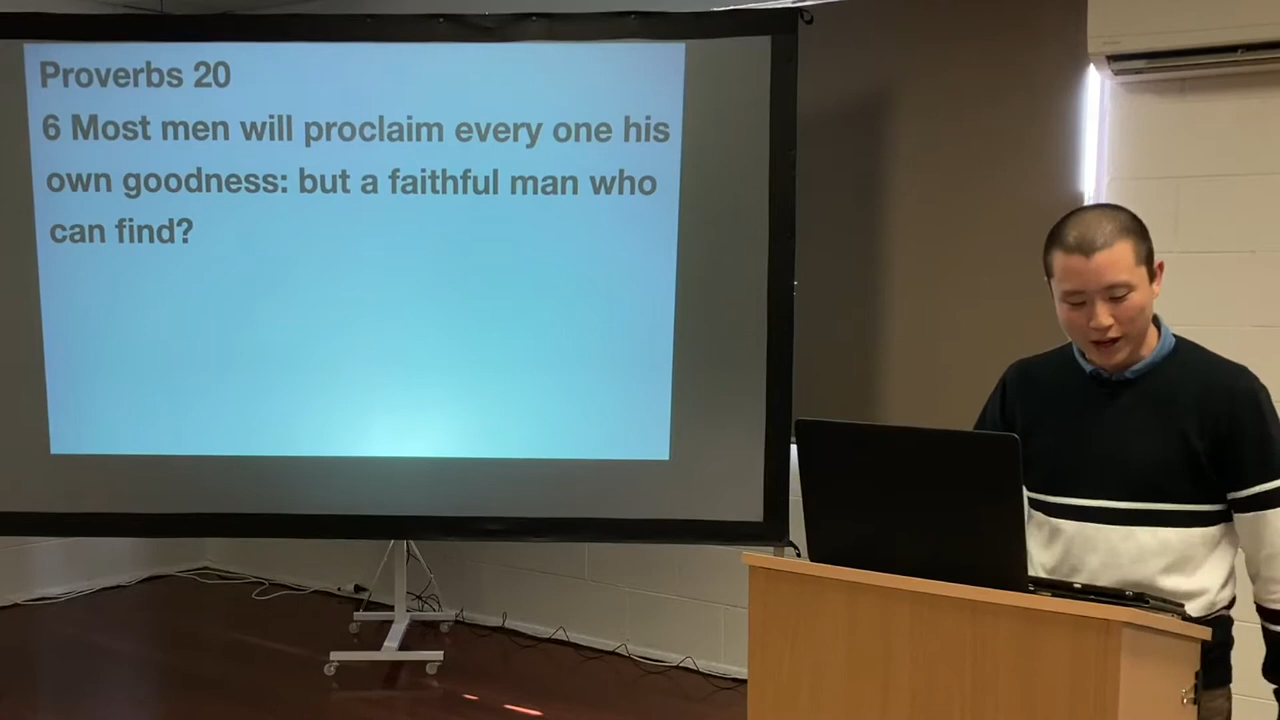 Proverbs 20
6 Most men will proclaim every one his
own goodness: but a faithful man who
can find?